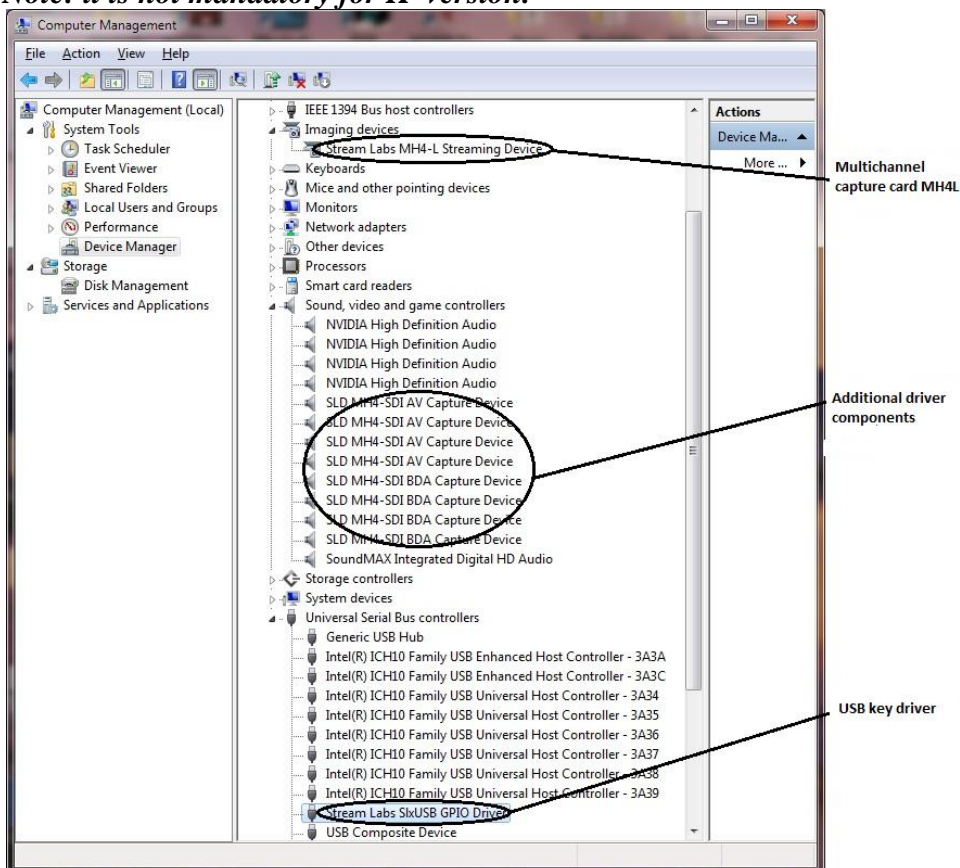 Note: it is not mandatory for IP version.
Computer Management
File Action View Help
Computer Management (Local)
System Tools
Task Scheduler
Event Viewer
Shared Folders
Local Users and Groups
Performance
Device Manager
Storage
Disk Management
Services and Applications
IEEE 1394 Bus host controllers
Imaging devices
Stream Labs MH4-L Streaming Device
Keyboards
Mice and other pointing devices
Monitors
Network adapters
Other devices
Processors
Smart card readers
Sound, video and game controllers
NVIDIA High Definition Audio
NVIDIA High Definition Audio
NVIDIA High Definition Audio
NVIDIA High Definition Audio
SLD MH4-SDI AV Capture Device
SLD MH4-SDI AV Capture Device
SLD MH4-SDI AV Capture Device
SLD MH4-SDI AV Capture Device
SLD MH4-SDI BDA Capture Device
SLD MH4-SDI BDA Capture Device
SLD MH4-SDI BDA Capture Device
SLD MH4-SDI BDA Capture Device
SoundMAX Integrated Digital HD Audio
Storage controllers
System devices
Universal Serial Bus controllers
Generic USB Hub
Intel(R) ICH10 Family USB Enhanced Host Controller - 3A3A
Intel(R) ICH10 Family USB Enhanced Host Controller - 3A3C
Intel(R) ICH10 Family USB Universal Host Controller - 3A34
Intel(R) ICH10 Family USB Universal Host Controller - 3A35
Intel(R) ICH10 Family USB Universal Host Controller - 3A36
Intel(R) ICH10 Family USB Universal Host Controller - 3A37
Intel(R) ICH10 Family USB Universal Host Controller - 3A38
Intel(R) ICH10 Family USB Universal Host Controller - 3A39
Stream Labs SlxUSB GPIO Driver
USB Composite Device
Actions
Device Ma...
More ...
Multichannel
capture card MH4L
Additional driver
components
USB key driver